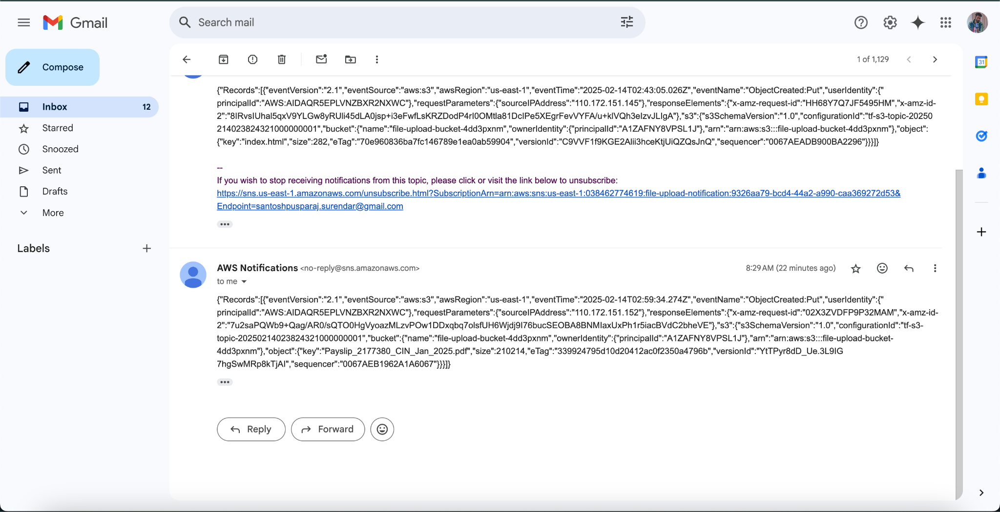 Gmail
Search mail
Compose
1 of 1,129
31
Inbox 12
Starred
Snoozed
Sent
Drafts
More
Labels
{"Records":[{"eventVersion":"2.1","eventSource":"aws:s3","awsRegion":"us-east-1","eventTime":"2025-02-14T02:43:05.026Z","eventName":"ObjectCreated:Put","userIdentity":{"
principalId":"AWS:AIDAQR5EPLVNZBXR2NXWC"},"requestParameters":{"sourceIPAddress":"110.172.151.145"},"responseElements":{"x-amz-request-id":"HH68Y7Q7JF5495HM","x-amz-id-
2":"8IRvsIUhal5qxV9YLGw8yRUli45dLA0jsp+i3eFwfLsKRZDodP4rI0OMtla81DcIPe5XEgrFevVYFA/u+klVQh3eIzvJLIgA"},"s3":{"s3SchemaVersion":"1.0","configurationId":"tf-s3-topic-20250
214023824321000000001","bucket":{"name":"file-upload-bucket-4dd3pxnm","ownerIdentity":{"principalId":"A1ZAFNY8VPSL1J"},"arn":"arn:aws:s3:::file-upload-bucket-4dd3pxnm"},"object":
{"key":"index.html","size":282,"eTag":"70e960836ba7fc146789e1ea0ab59904","versionId":"C9VVF1f9KGE2Alii3hceKtjUiQZQsJnQ","sequencer":"0067AEADB900BA2296"}}}]}
--
If you wish to stop receiving notifications from this topic, please click or visit the link below to unsubscribe:
https://sns.us-east-1.amazonaws.com/unsubscribe.html?SubscriptionArn=arn:aws:sns:us-east-1:038462774619:file-upload-notification:9326aa79-bcd4-44a2-a990-caa369272d53&
Endpoint=santoshpusparaj.surendar@gmail.com
AWS Notifications <no-reply@sns.amazonaws.com> 8:29 AM (22 minutes ago)
to me
{"Records":[{"eventVersion":"2.1","eventSource":"aws:s3","awsRegion":"us-east-1","eventTime":"2025-02-14T02:59:34.274Z","eventName":"ObjectCreated:Put","userIdentity":{"
principalId":"AWS:AIDAQR5EPLVNZBXR2NXWC"},"requestParameters":{"sourceIPAddress":"110.172.151.152"},"responseElements":{"x-amz-request-id":"02X3ZVDFP9P32MAM","x-amz-id-
2":"7u2saPQWb9+Qag/AR0/sQTO0HgVyoazMLzvPOw1DDxqbq7olsfUH6Wjdj9I76bucSEOBA8BNMIaxUxPh1r5iacBVdC2bheVE"},"s3":{"s3SchemaVersion":"1.0","configurationId":"tf-s3-
topic-20250214023824321000000001","bucket":{"name":"file-upload-bucket-4dd3pxnm","ownerIdentity":{"principalId":"A1ZAFNY8VPSL1J"},"arn":"arn:aws:s3:::file-upload-bucket-
4dd3pxnm"},"object":{"key":"Payslip_2177380_CIN_Jan_2025.pdf","size":210214,"eTag":"339924795d10d20412ac0f2350a4796b","versionId":"YtTPyr8dD_Ue.3L9IG
7hgSwMRp8kTjAI","sequencer":"0067AEB1962A1A6067"}}}]}
Reply
Forward